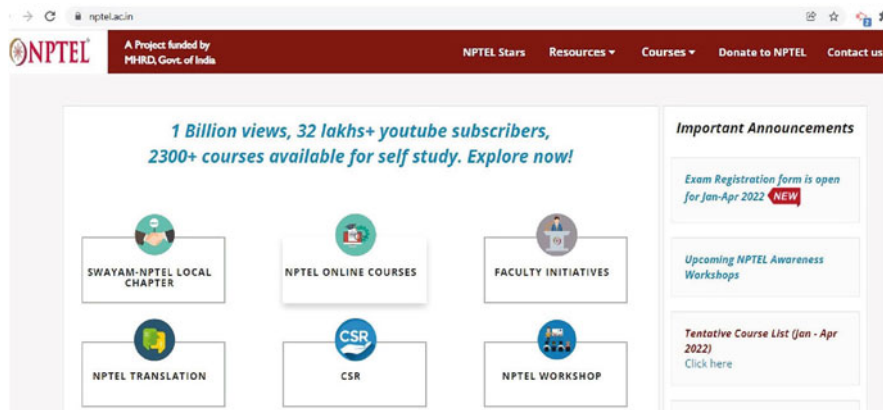 nptel.ac.in
NPTEL
A Project funded by
MHRD, Govt. of India
NPTEL Stars
Resources
Courses
Donate to NPTEL
Contact us
1 Billion views, 32 lakhs+ youtube subscribers,
2300+ courses available for self study. Explore now!
SWAYAM-NPTEL LOCAL
CHAPTER
NPTEL ONLINE COURSES
FACULTY INITIATIVES
NPTEL TRANSLATION
CSR
CSR
NPTEL WORKSHOP
Important Announcements
Exam Registration form is open
for Jan-Apr 2022 NEW
Upcoming NPTEL Awareness
Workshops
Tentative Course List (Jan - Apr
2022)
Click here